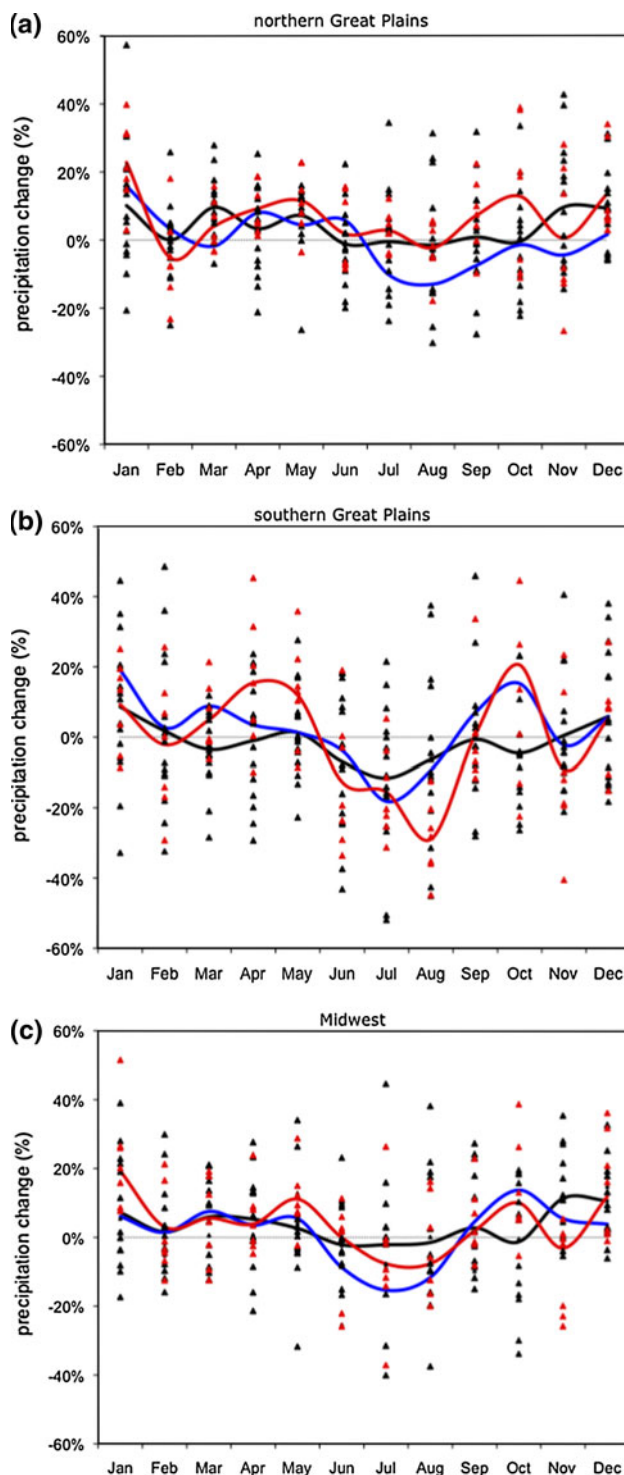 (a) northern Great Plains
60%
40%
20%
0%
-20%
-40%
-60%
precipitation change (%)
Jan Feb Mar Apr May Jun Jul Aug Sep Oct Nov Dec
(b) southern Great Plains
60%
40%
20%
0%
-20%
-40%
-60%
precipitation change (%)
Jan Feb Mar Apr May Jun Jul Aug Sep Oct Nov Dec
(c) Midwest
60%
40%
20%
0%
-20%
-40%
-60%
precipitation change (%)
Jan Feb Mar Apr May Jun Jul Aug Sep Oct Nov Dec